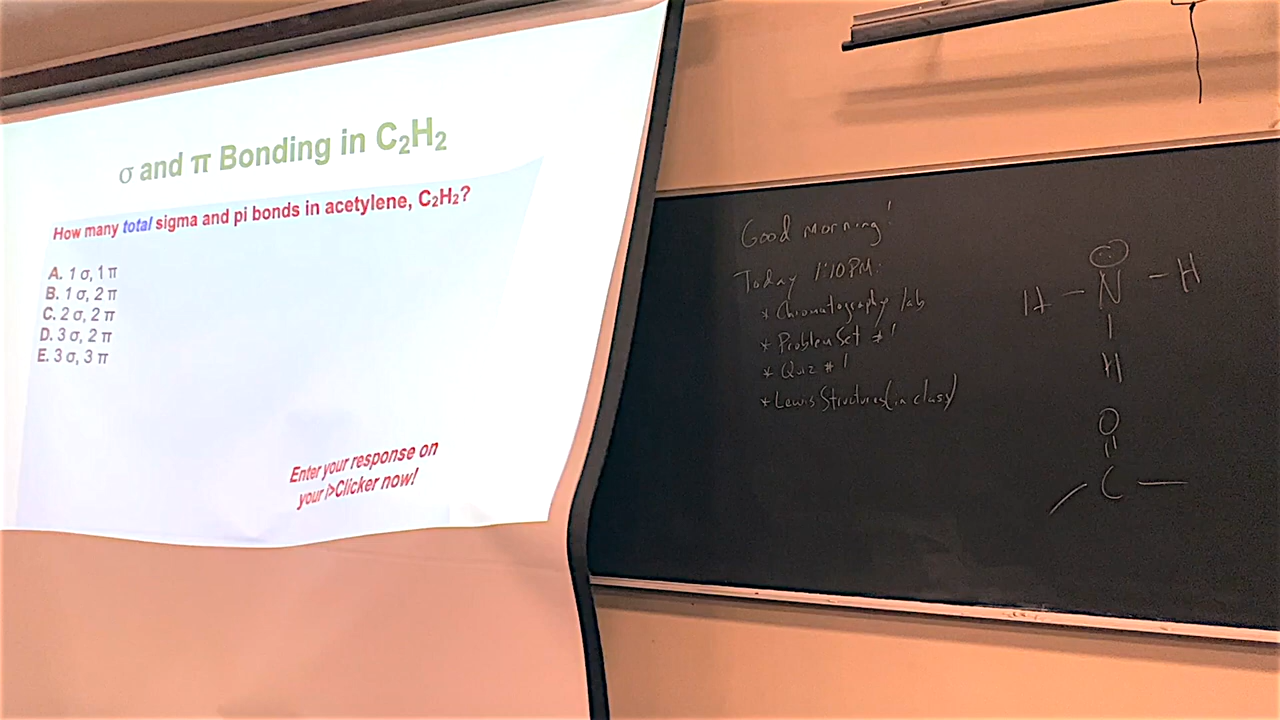 σ and π Bonding in C₂H₂
How many total sigma and pi bonds in acetylene, C₂H₂?
A. 1 σ, 1 π
B. 1 σ, 2 π
C. 2 σ, 2 π
D. 3 σ, 2 π
E. 3 σ, 3 π
Enter your response on
your i>Clicker now!
Good Morning!
Today 1:10PM:
* Chromatography lab
* Problem Set #1
* Quiz #1
* Lewis Structures (in class)
H – N – H
H
O
C